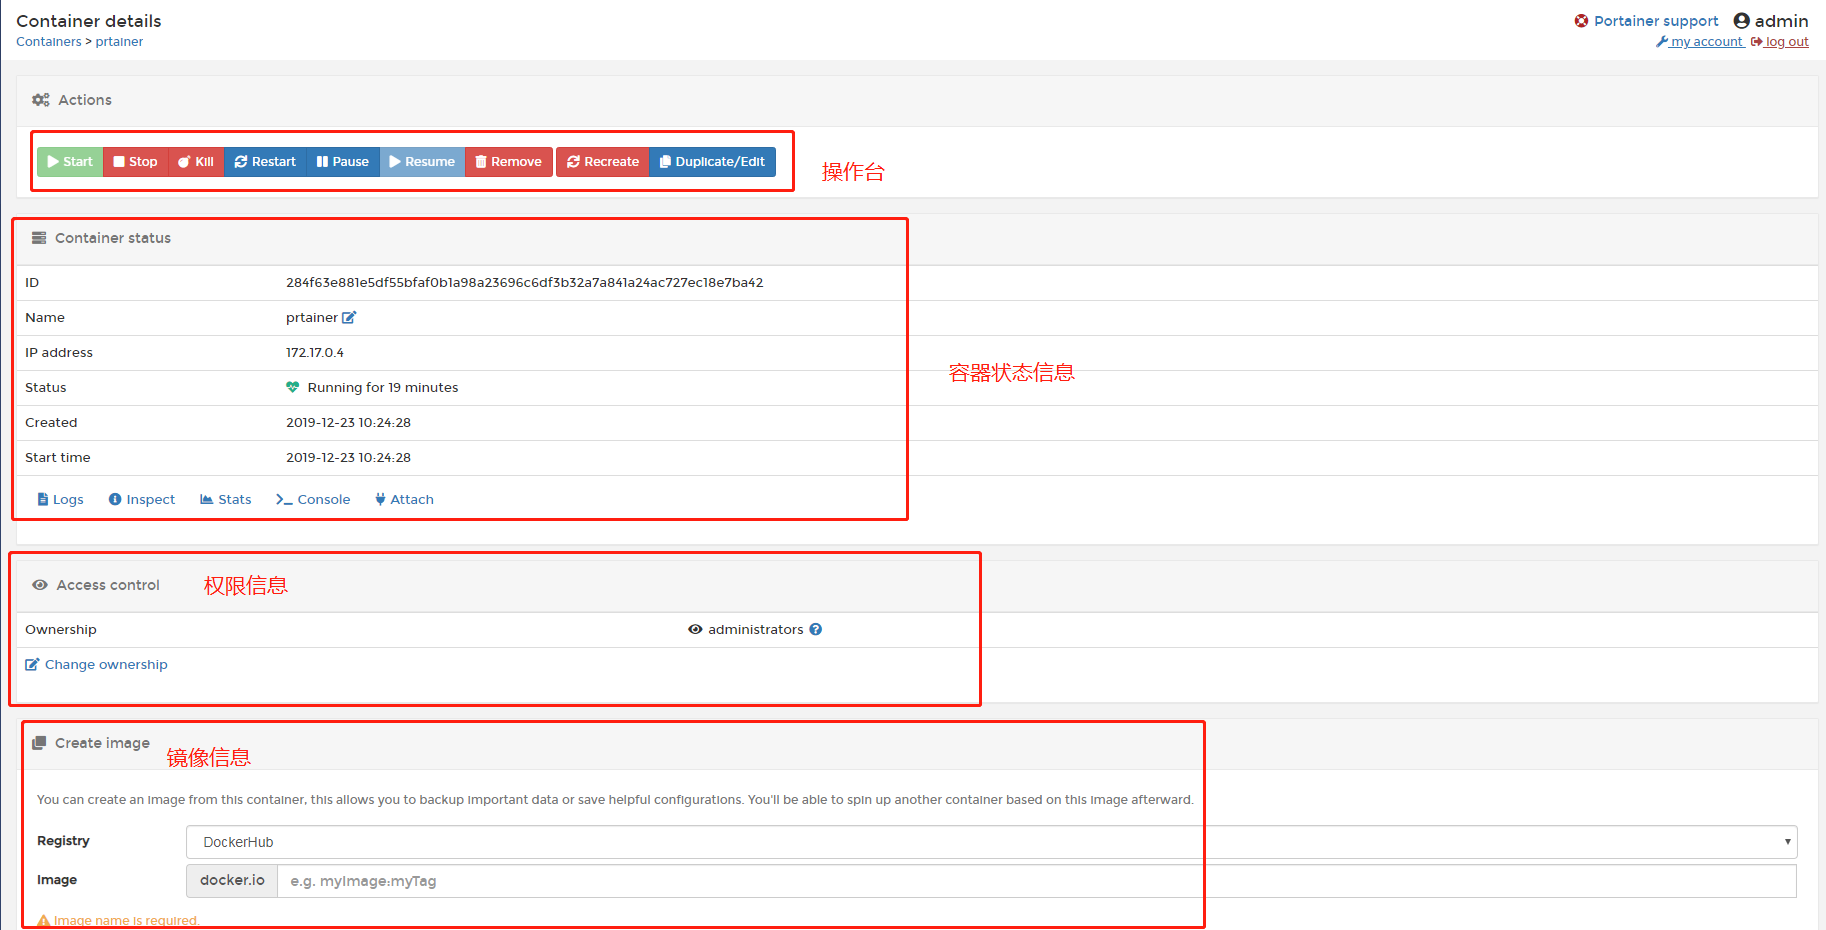 Container details
Portainer support admin
Containers > prtainer
my account log out
Actions
Start Stop Kill Restart Pause Resume Remove Recreate Duplicate/Edit
操作台
Container status
ID 284f63e881e5df55bfaf0b1a98a23696c6df3b32a7a841a24ac727ec18e7ba42
Name prtainer
IP address 172.17.0.4
容器状态信息
Status Running for 19 minutes
Created 2019-12-23 10:24:28
Start time 2019-12-23 10:24:28
Logs Inspect Stats Console Attach
Access control 权限信息
Ownership administrators
Change ownership
Create image
镜像信息
You can create an image from this container, this allows you to backup important data or save helpful configurations. You'll be able to spin up another container based on this image afterward.
Registry DockerHub
Image docker.io e.g. myImage:myTag
Image name is required.